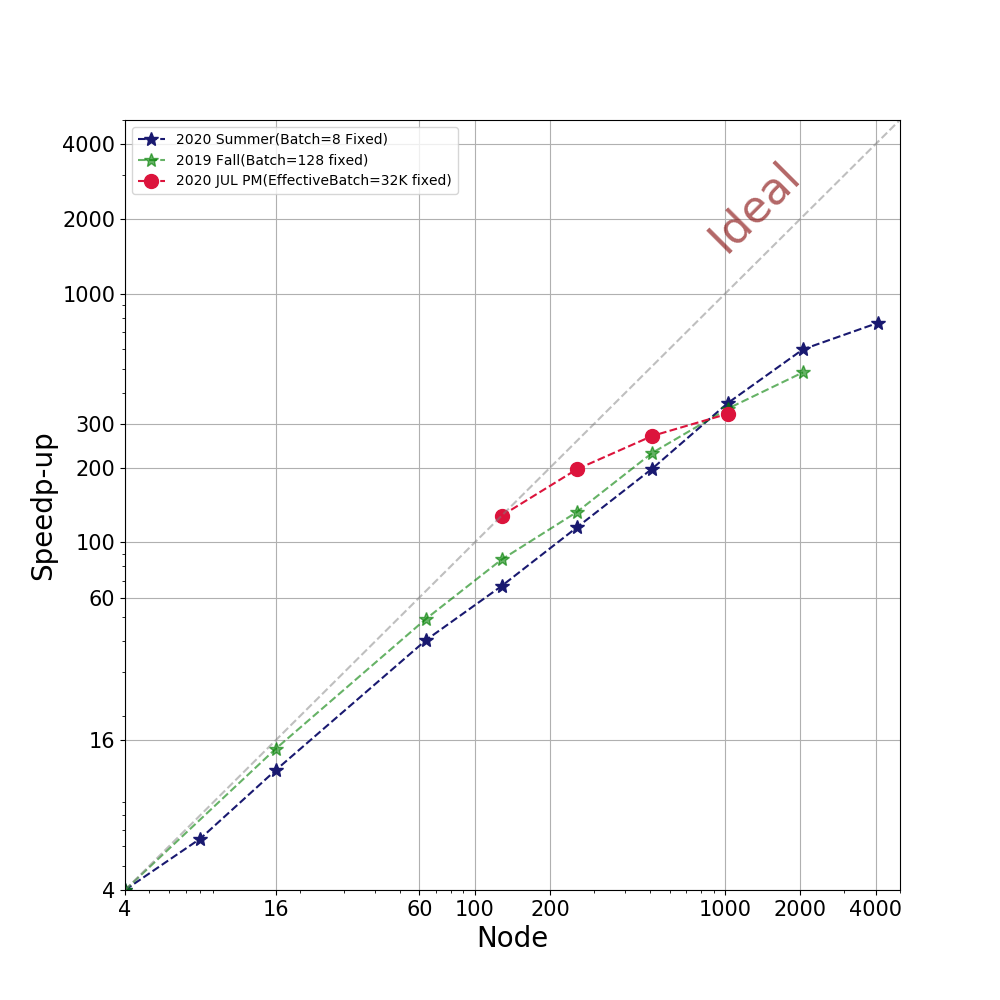 2020 Summer(Batch=8 Fixed)
2019 Fall(Batch=128 fixed)
2020 JUL PM(EffectiveBatch=32K fixed)
Ideal
Speedp-up
4000
2000
1000
300
200
100
60
16
4
4 16 60 100 200 1000 2000 4000
Node